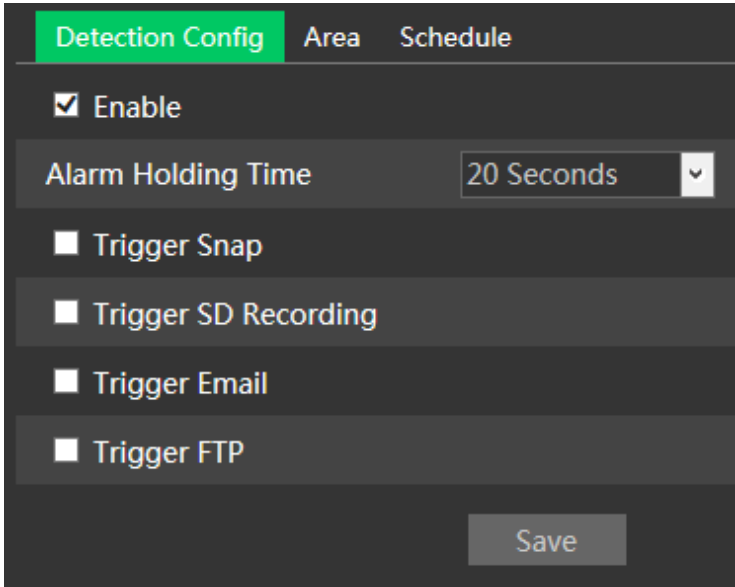 Detection Config Area Schedule
Enable
Alarm Holding Time 20 Seconds
Trigger Snap
Trigger SD Recording
Trigger Email
Trigger FTP
Save